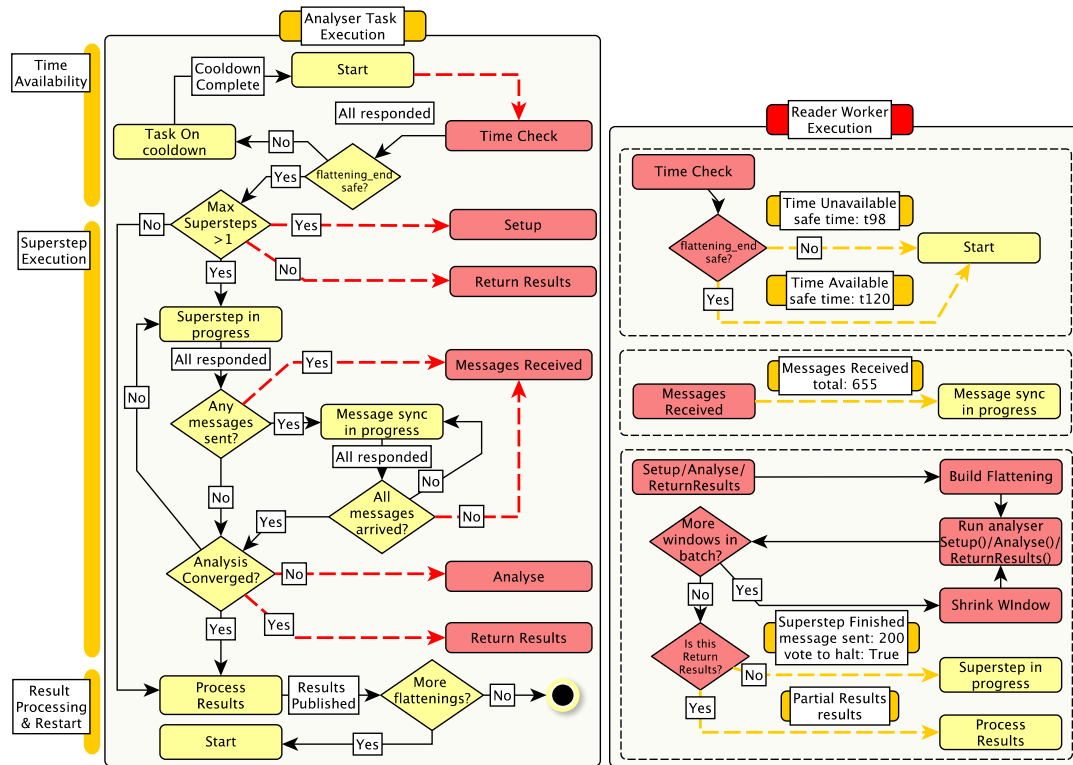 Analyser Task
Execution
Time
Availability
Cooldown
Complete
Start
All responded
Task On
cooldown
No
Time Check
flattening_end
safe?
Yes
Superstep
Execution
No
Max
Supersteps
>1
Yes
Setup
No
Return Results
Yes
Superstep in
progress
All responded
Yes
Messages Received
No
Any
messages
sent?
Yes
Message sync
in progress
All responded
No
No
All
messages
arrived?
No
Yes
Analysis
Converged?
No
Analyse
Yes
Yes
Return Results
Result
Processing
& Restart
Process
Results
Results
Published
More
flattenings?
No
Start
Yes
Reader Worker
Execution
Time Check
Time Unavailable
safe time: t98
flattening_end
safe?
No
Start
Time Available
safe time: t120
Yes
Messages Received
total: 655
Messages
Received
Message sync
in progress
Setup/Analyse/
ReturnResults
Build Flattening
More
windows in
batch?
Run analyser
Setup()/Analyse()/
ReturnResults()
No
Yes
Shrink WIndow
Superstep Finished
message sent: 200
vote to halt: True
Is this
Return
Results?
No
Superstep in
progress
Yes
Partial Results
results
Process
Results